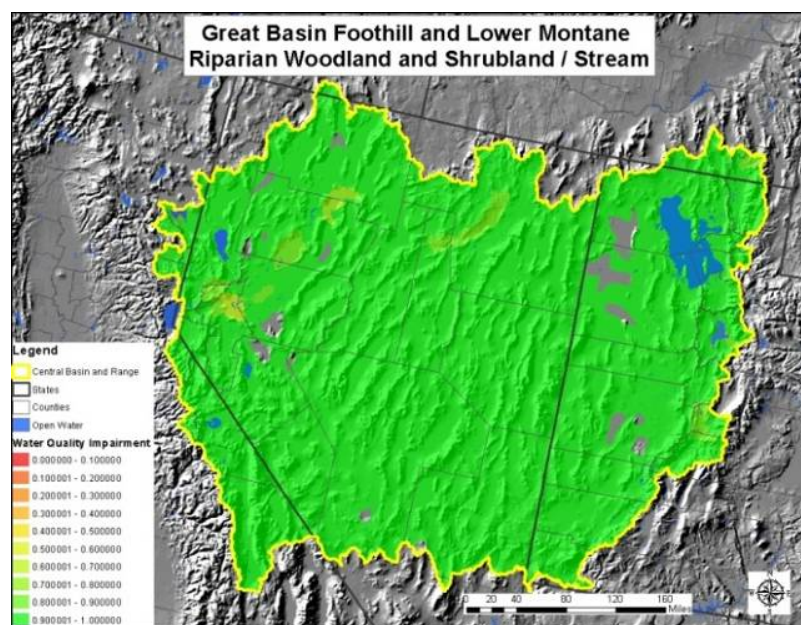 Great Basin Foothill and Lower Montane
Riparian Woodland and Shrubland / Stream
Legend
Central Basin and Range
States
Counties
Open Water
Water Quality Impairment
0.000000 - 0.100000
0.100001 - 0.200000
0.200001 - 0.300000
0.300001 - 0.400000
0.400001 - 0.500000
0.500001 - 0.600000
0.600001 - 0.700000
0.700001 - 0.800000
0.800001 - 0.900000
0.900001 - 1.000000
0 40 80 160
Miles